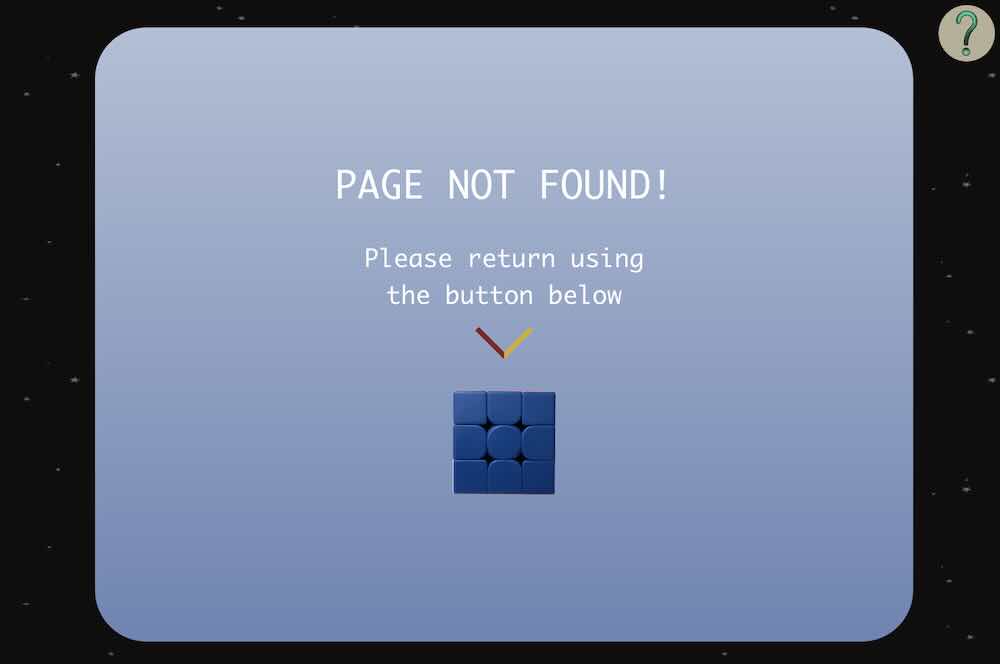 ?
PAGE NOT FOUND!
Please return using
the button below